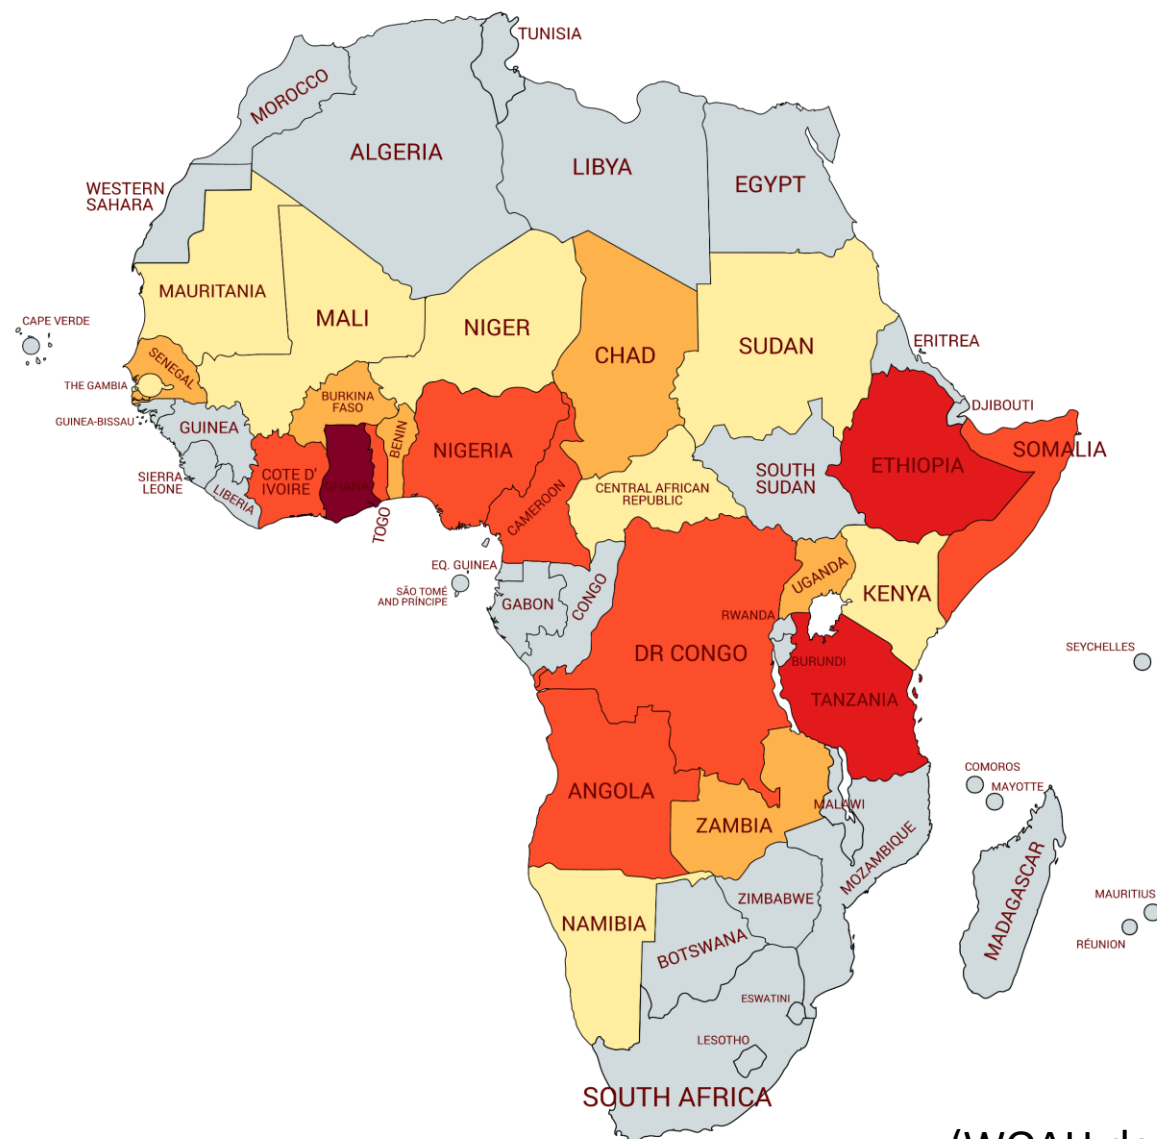 TUNISIA
MOROCCO
ALGERIA
LIBYA
EGYPT
WESTERN
SAHARA
MAURITANIA
MALI
NIGER
CHAD
SUDAN
ERITREA
CAPE VERDE
SENEGAL
THE GAMBIA
GUINEA-BISSAU
GUINEA
BURKINA
FASO
BENIN
NIGERIA
DJIBOUTI
SOMALIA
ETHIOPIA
SOUTH
SUDAN
SIERRA
LEONE
LIBERIA
COTE D'
IVOIRE
GHANA
TOGO
CAMEROON
CENTRAL AFRICAN
REPUBLIC
EQ. GUINEA
SÃO TOMÉ
AND PRÍNCIPE
GABON
CONGO
UGANDA
KENYA
RWANDA
DR CONGO
BURUNDI
TANZANIA
SEYCHELLES
COMOROS
MAYOTTE
ANGOLA
ZAMBIA
MALAWI
MOZAMBIQUE
MADAGASCAR
MAURITIUS
RÉUNION
ZIMBABWE
NAMIBIA
BOTSWANA
ESWATINI
LESOTHO
SOUTH AFRICA